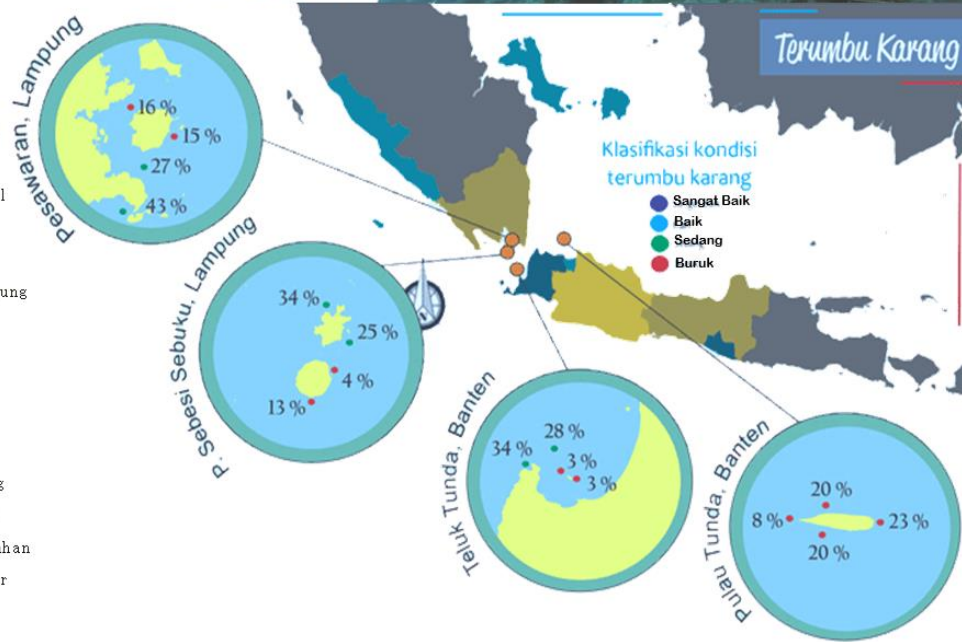 Terumbu Karang
Klasifikasi kondisi
terumbu karang
Sangat Baik
Baik
Sedang
Buruk
Pesawaran, Lampung
16 %
15 %
27 %
43 %
P. Sebesi Sebuku, Lampung
34 %
25 %
4 %
13 %
Teluk Tunda, Banten
28 %
34 %
3 %
3 %
Pulau Tunda, Banten
20 %
8 %
23 %
20 %